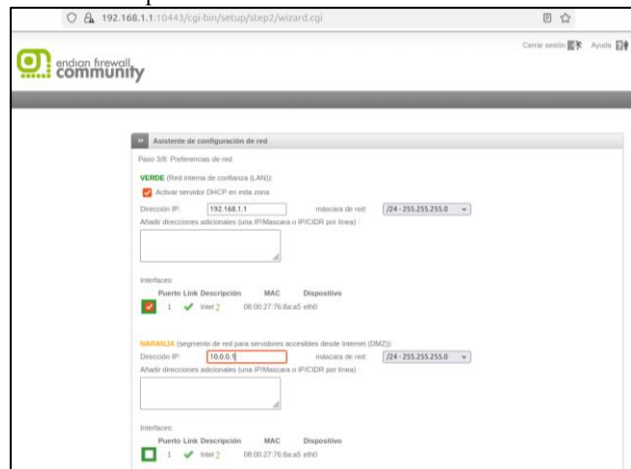 192.168.1.1:10443/cgi-bin/setup/step2/wizard.cgi
Cerrar sesión Ayuda
endian firewall
community
Asistente de configuración de red
Paso 3/8: Preferencias de red
VERDE (Red interna de confianza (LAN)):
Activar servidor DHCP en esta zona
Dirección IP: 192.168.1.1 máscara de red: /24 - 255.255.255.0
Añadir direcciones adicionales (una IP/Mascara o IP/CIDR por línea) :
Interfaces:
Puerto Link Descripción MAC Dispositivo
1 Intel ? 08:00:27:76:8a:a5 eth0
NARANJA (segmento de red para servidores accesibles desde Internet (DMZ)):
Dirección IP: 10.0.0.1 máscara de red: /24 - 255.255.255.0
Añadir direcciones adicionales (una IP/Mascara o IP/CIDR por línea) :
Interfaces:
Puerto Link Descripción MAC Dispositivo
1 Intel ? 08:00:27:76:8a:a5 eth0